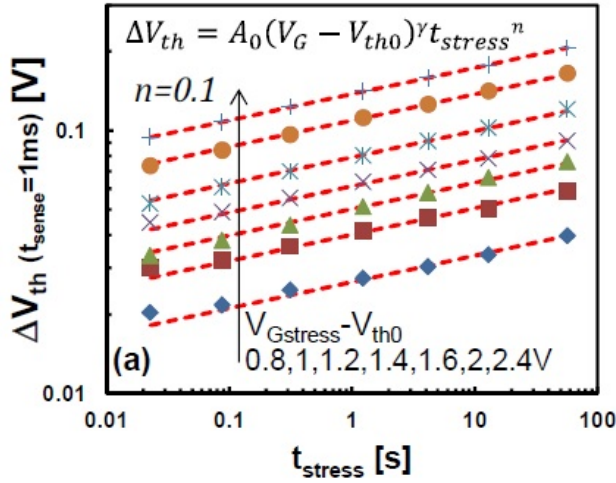 ΔV_th = A_0(V_G − V_th0)^γ t_stress^n
n=0.1
ΔV_th (t_sense=1ms) [V]
0.1
0.01
V_Gstress-V_th0
0.8,1,1.2,1.4,1.6,2,2.4V
(a)
0.01 0.1 1 10 100
t_stress [s]